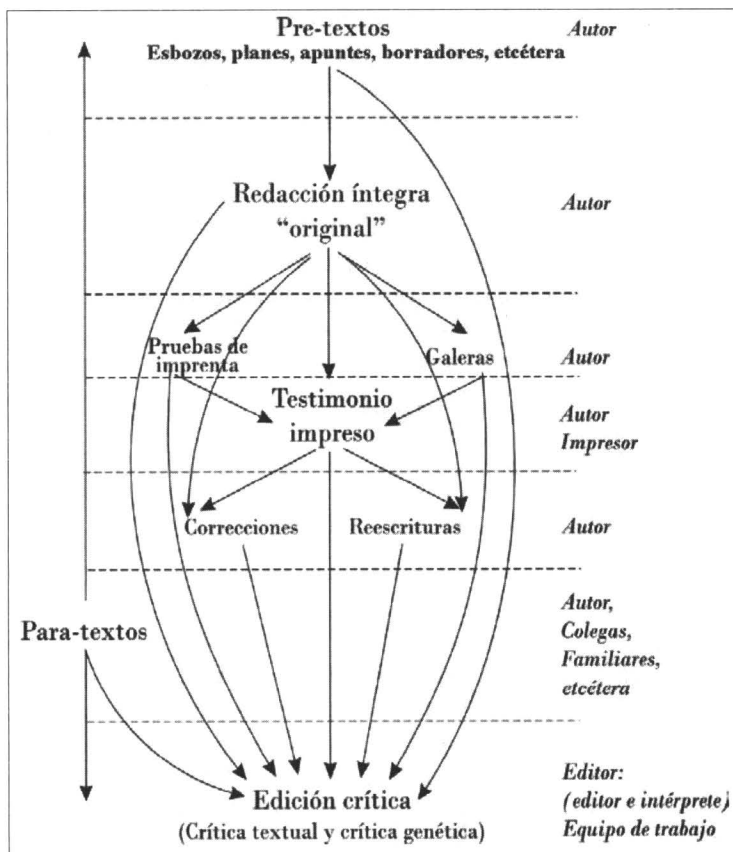 Pre-textos
Autor
Esbozos, planes, apuntes, borradores, etcétera
Redacción íntegra
“original”
Autor
Pruebas de
imprenta
Galeras
Autor
Testimonio
impreso
Autor
Impresor
Correcciones
Reescrituras
Autor
Para-textos
Autor,
Colegas,
Familiares,
etcétera
Edición crítica
(Crítica textual y crítica genética)
Editor:
(editor e intérprete)
Equipo de trabajo